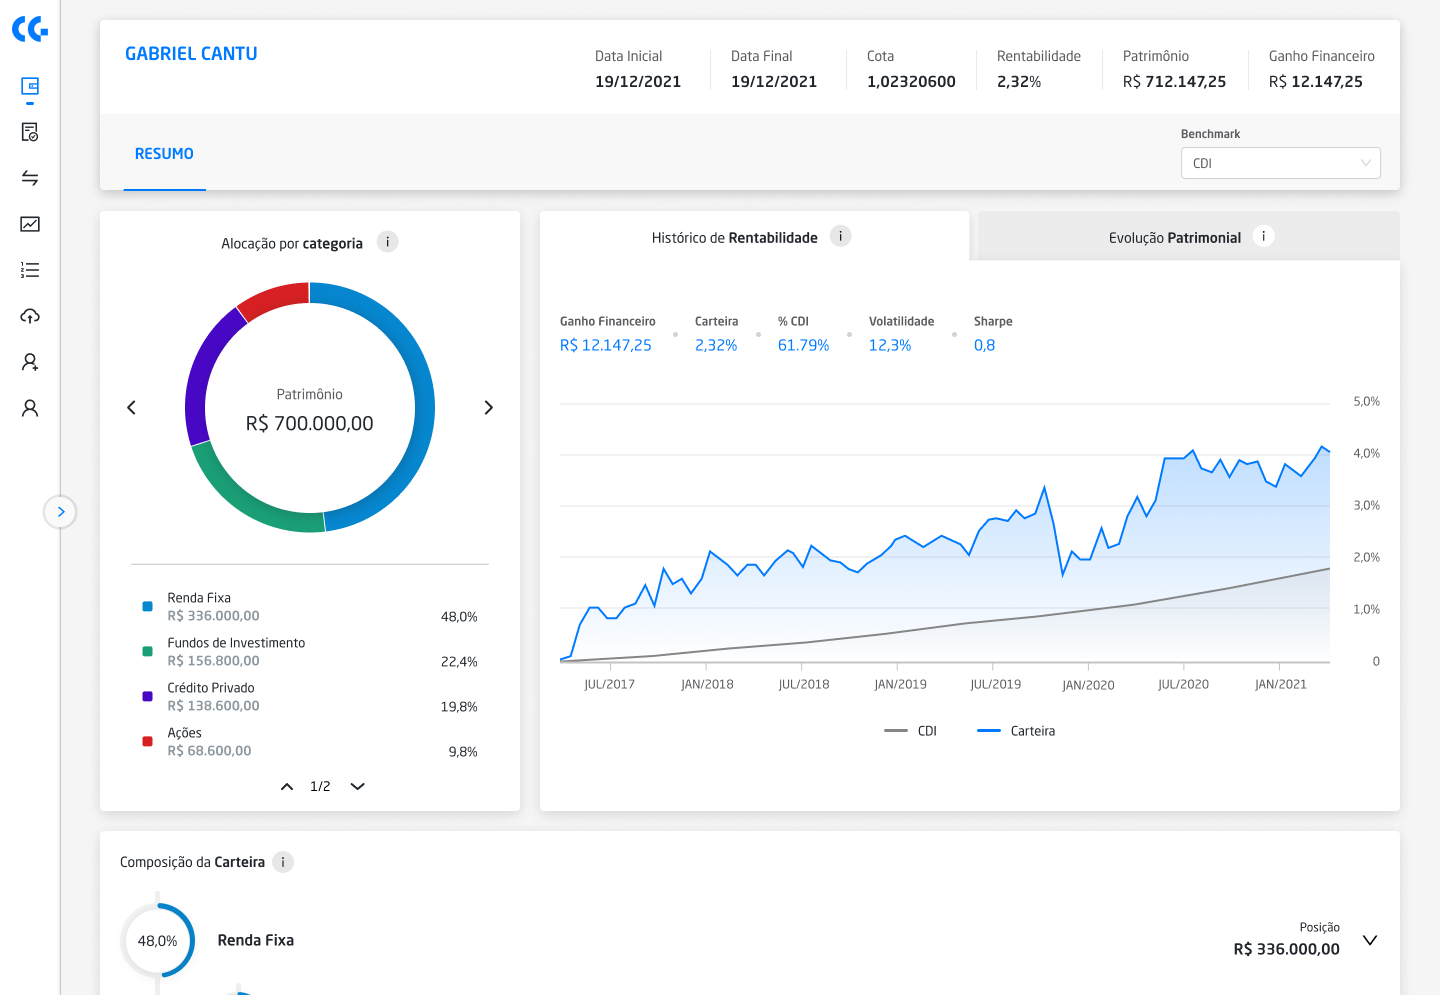 GABRIEL CANTU
Data Inicial
19/12/2021
Data Final
19/12/2021
Cota
1,02320600
Rentabilidade
2,32%
Patrimônio
R$ 712.147,25
Ganho Financeiro
R$ 12.147,25
RESUMO
Benchmark
CDI
Alocação por categoria i
Patrimônio
R$ 700.000,00
Renda Fixa
R$ 336.000,00
48,0%
Fundos de Investimento
R$ 156.800,00
22,4%
Crédito Privado
R$ 138.600,00
19,8%
Ações
R$ 68.600,00
9,8%
1/2
Histórico de Rentabilidade i
Evolução Patrimonial i
Ganho Financeiro
R$ 12.147,25
Carteira
2,32%
% CDI
61.79%
Volatilidade
12,3%
Sharpe
0,8
5,0%
4,0%
3,0%
2,0%
1,0%
0
JUL/2017 JAN/2018 JUL/2018 JAN/2019 JUL/2019 JAN/2020 JUL/2020 JAN/2021
CDI Carteira
Composição da Carteira i
48,0%
Renda Fixa
Posição
R$ 336.000,00